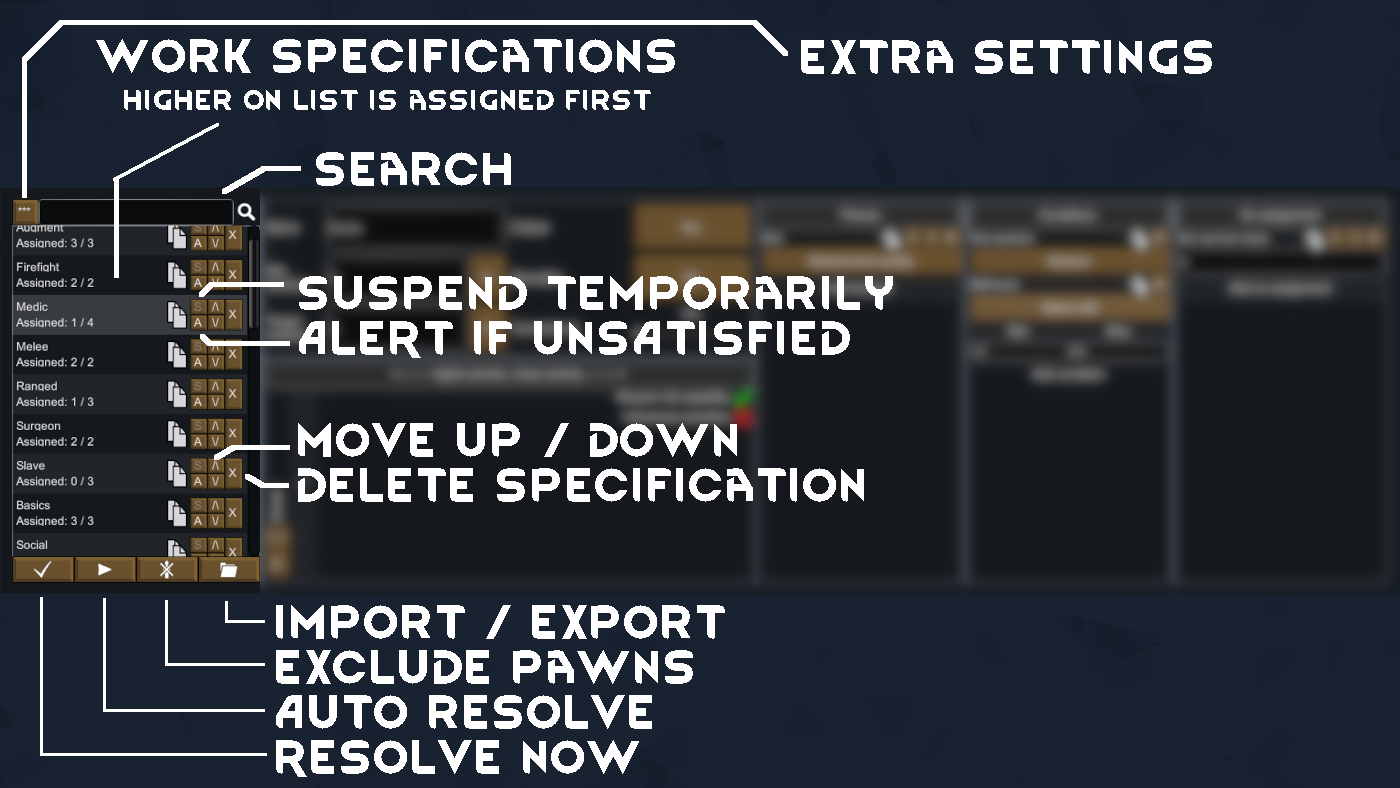 WORK SPECIFICATIONS
EXTRA SETTINGS
HIGHER ON LIST IS ASSIGNED FIRST
SEARCH
***
Augment
Assigned: 3 / 3
S Λ
A V X
Firefight
Assigned: 2 / 2
S Λ
A V X
SUSPEND TEMPORARILY
Medic
Assigned: 1 / 4
S Λ
A V X
ALERT IF UNSATISFIED
Melee
Assigned: 2 / 2
S Λ
A V X
Ranged
Assigned: 1 / 3
S Λ
A V X
Surgeon
Assigned: 2 / 2
S Λ
A V X
MOVE UP / DOWN
Slave
Assigned: 0 / 3
S Λ
A V X
DELETE SPECIFICATION
Basics
Assigned: 3 / 3
S Λ
A V X
Social
S Λ
X
IMPORT / EXPORT
EXCLUDE PAWNS
AUTO RESOLVE
RESOLVE NOW